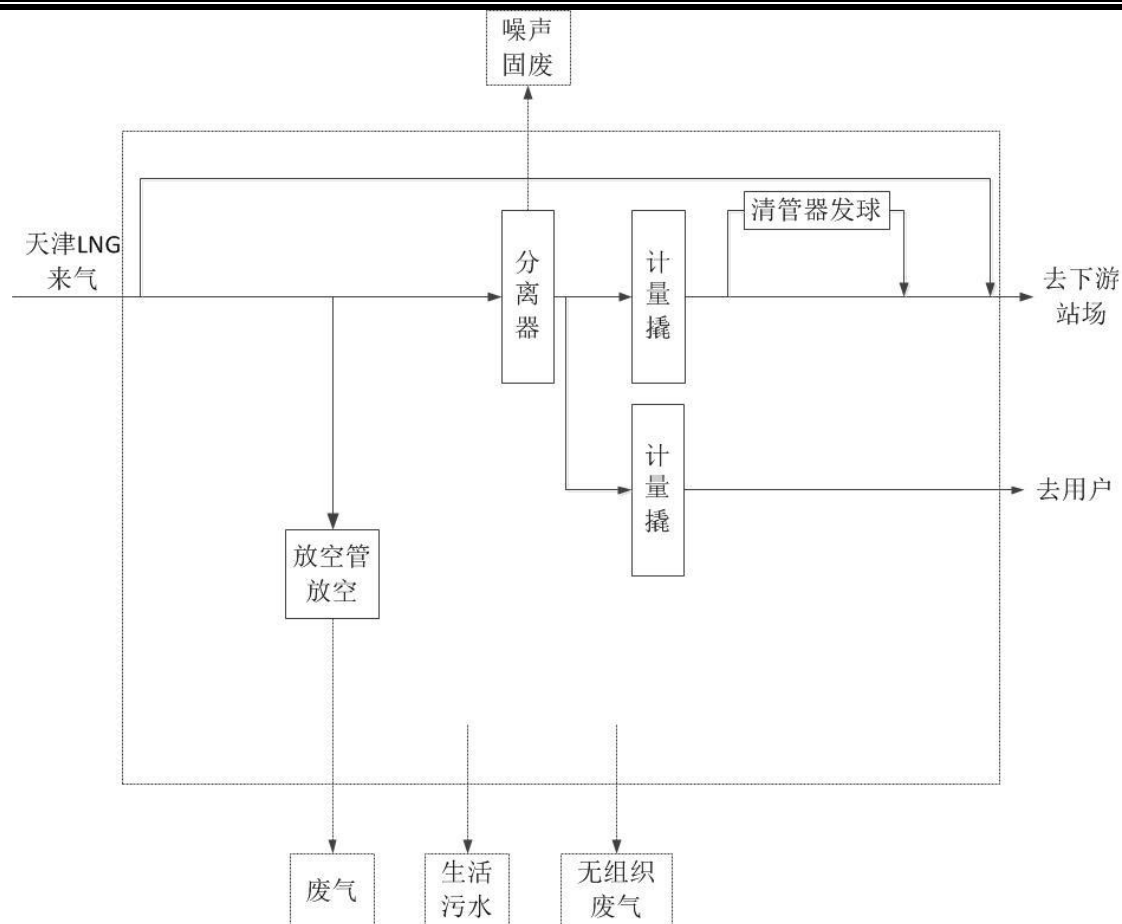 噪声
固废
清管器发球
天津LNG
来气
分
离
器
计
量
撬
去下游
站场
计
量
撬
去用户
放空管
放空
废气
生活
污水
无组织
废气